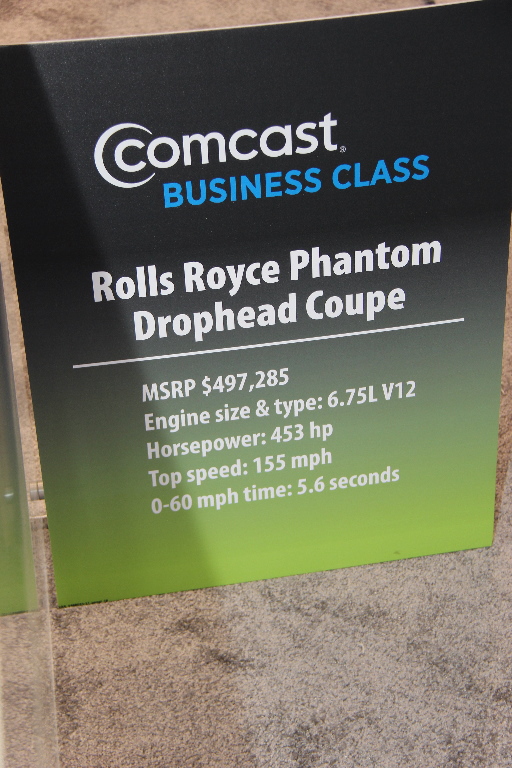 comcast®
BUSINESS CLASS
Rolls Royce Phantom
Drophead Coupe
MSRP $497,285
Engine size & type: 6.75L V12
Horsepower: 453 hp
Top speed: 155 mph
0-60 mph time: 5.6 seconds